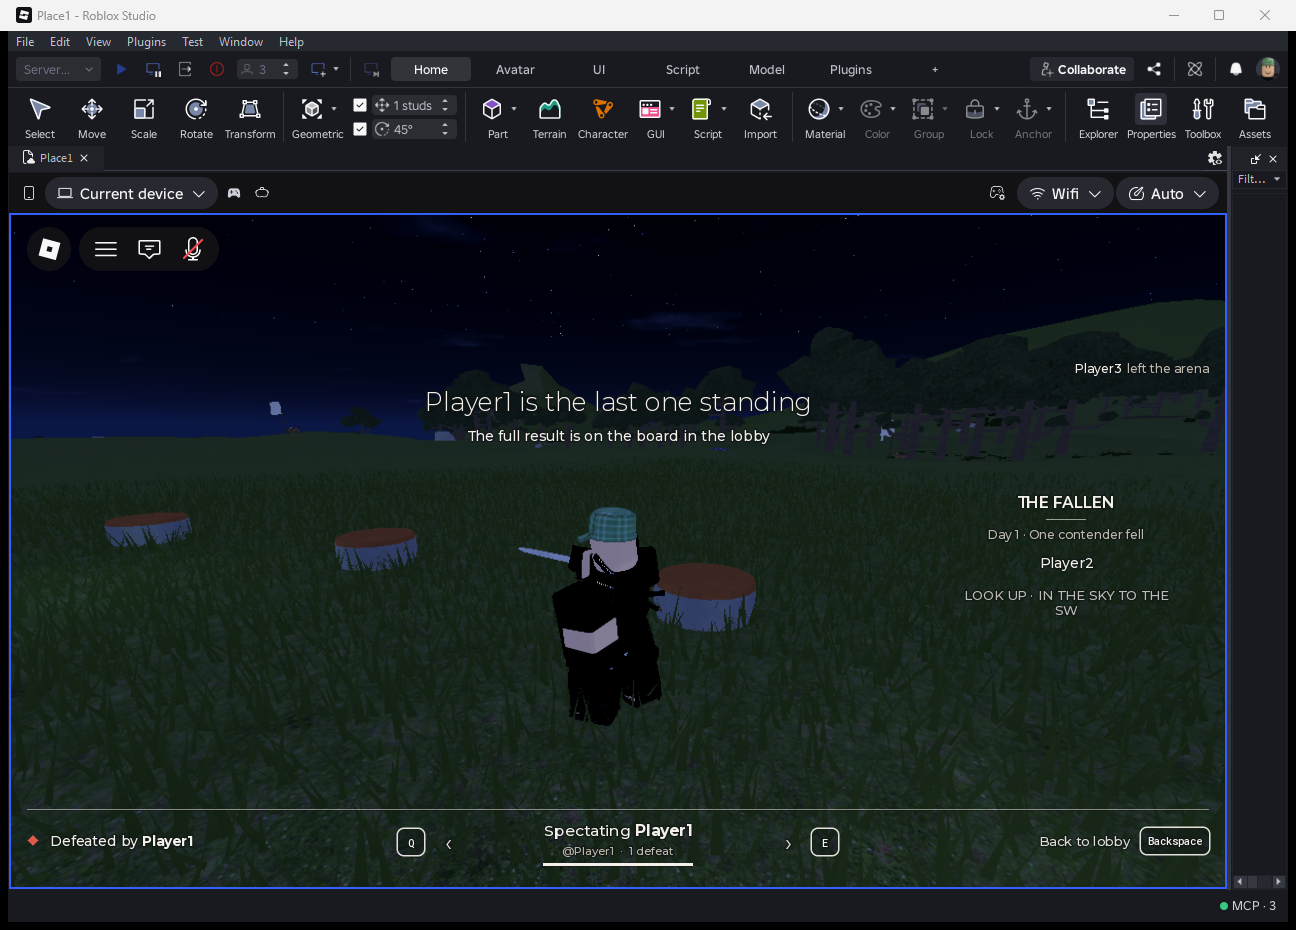 Place1 - Roblox Studio
File Edit View Plugins Test Window Help
Server... 3 Home Avatar UI Script Model Plugins + Collaborate
1 studs
45°
Select Move Scale Rotate Transform Geometric Part Terrain Character GUI Script Import Material Color Group Lock Anchor Explorer Properties Toolbox Assets
Place1
Filt...
Current device Wifi Auto
Player3 left the arena
Player1 is the last one standing
The full result is on the board in the lobby
THE FALLEN
Day 1 · One contender fell
Player2
LOOK UP · IN THE SKY TO THE
SW
Defeated by Player1
Q ‹ Spectating Player1 › E
@Player1 · 1 defeat
Back to lobby Backspace
MCP · 3